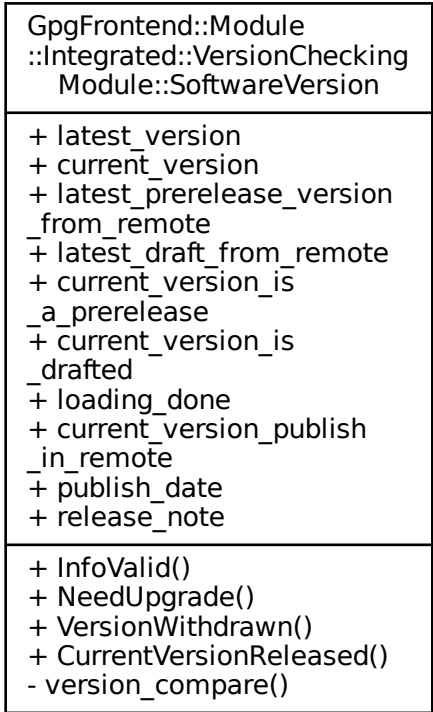 GpgFrontend::Module
::Integrated::VersionChecking
Module::SoftwareVersion
+ latest_version
+ current_version
+ latest_prerelease_version
_from_remote
+ latest_draft_from_remote
+ current_version_is
_a_prerelease
+ current_version_is
_drafted
+ loading_done
+ current_version_publish
_in_remote
+ publish_date
+ release_note
+ InfoValid()
+ NeedUpgrade()
+ VersionWithdrawn()
+ CurrentVersionReleased()
- version_compare()